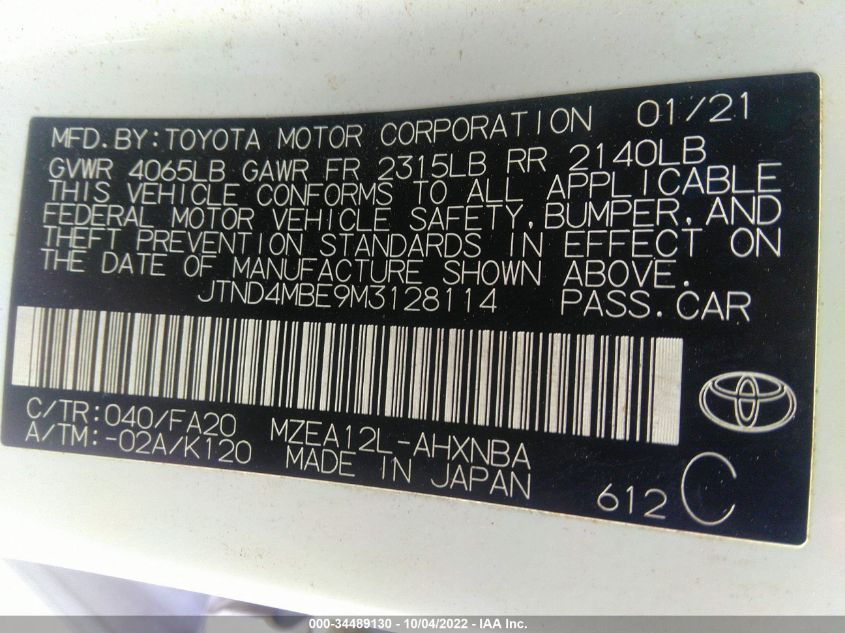 MFD.BY:TOYOTA MOTOR CORPORATION 01/21
GVWR 4065LB GAWR FR 2315LB RR 2140LB
THIS VEHICLE CONFORMS TO ALL APPLICABLE
FEDERAL MOTOR VEHICLE SAFETY, BUMPER, AND
THEFT PREVENTION STANDARDS IN EFFECT ON
THE DATE OF MANUFACTURE SHOWN ABOVE.
JTND4MBE9M3128114 PASS.CAR
C/TR:040/FA20 MZEA12L-AHXNBA
A/TM:-02A/K120 MADE IN JAPAN
612 C
000-34489130 - 10/04/2022 - IAA Inc.